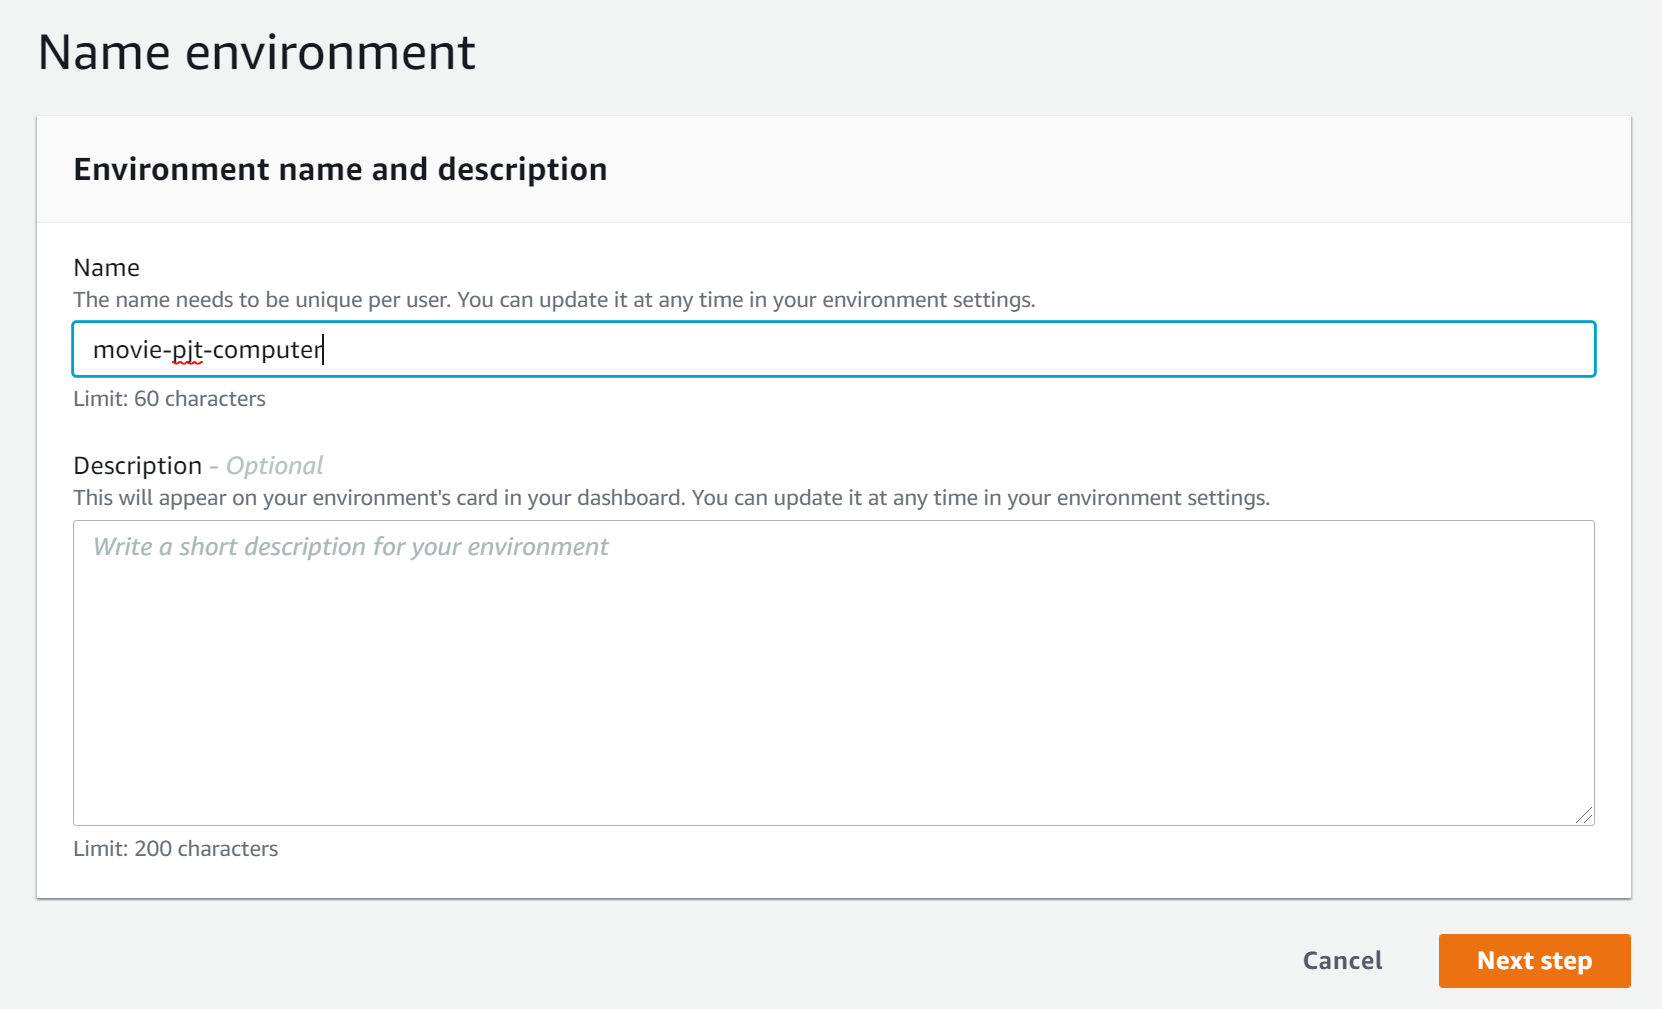 Name environment
Environment name and description
Name
The name needs to be unique per user. You can update it at any time in your environment settings.
movie-pjt-computer
Limit: 60 characters
Description - Optional
This will appear on your environment's card in your dashboard. You can update it at any time in your environment settings.
Write a short description for your environment
Limit: 200 characters
Cancel
Next step